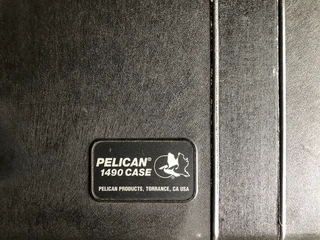 PELICAN®
1490 CASE
PELICAN PRODUCTS, TORRANCE, CA USA